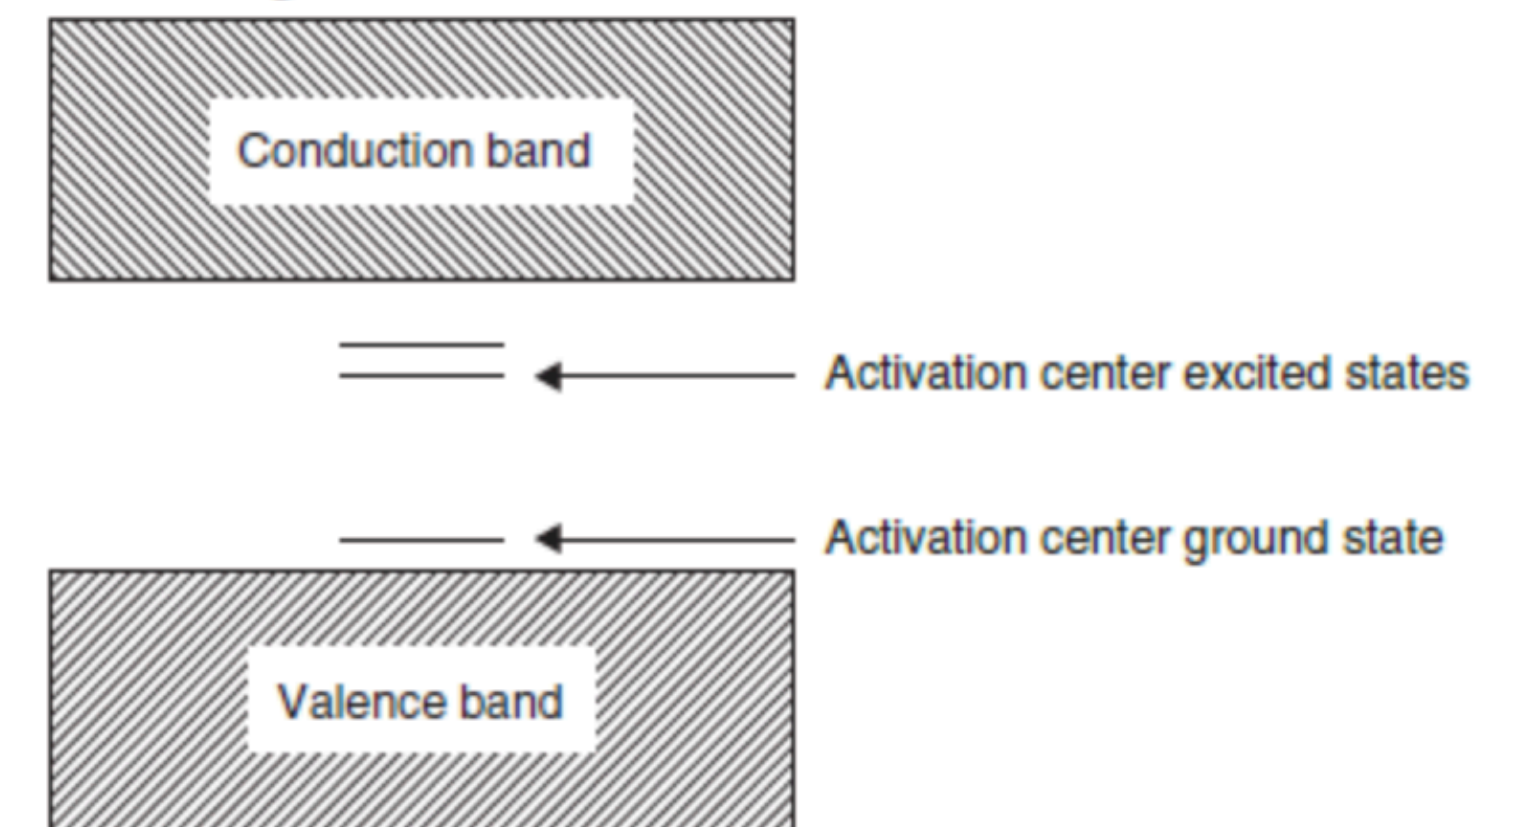 Conduction band
Activation center excited states
Activation center ground state
Valence band